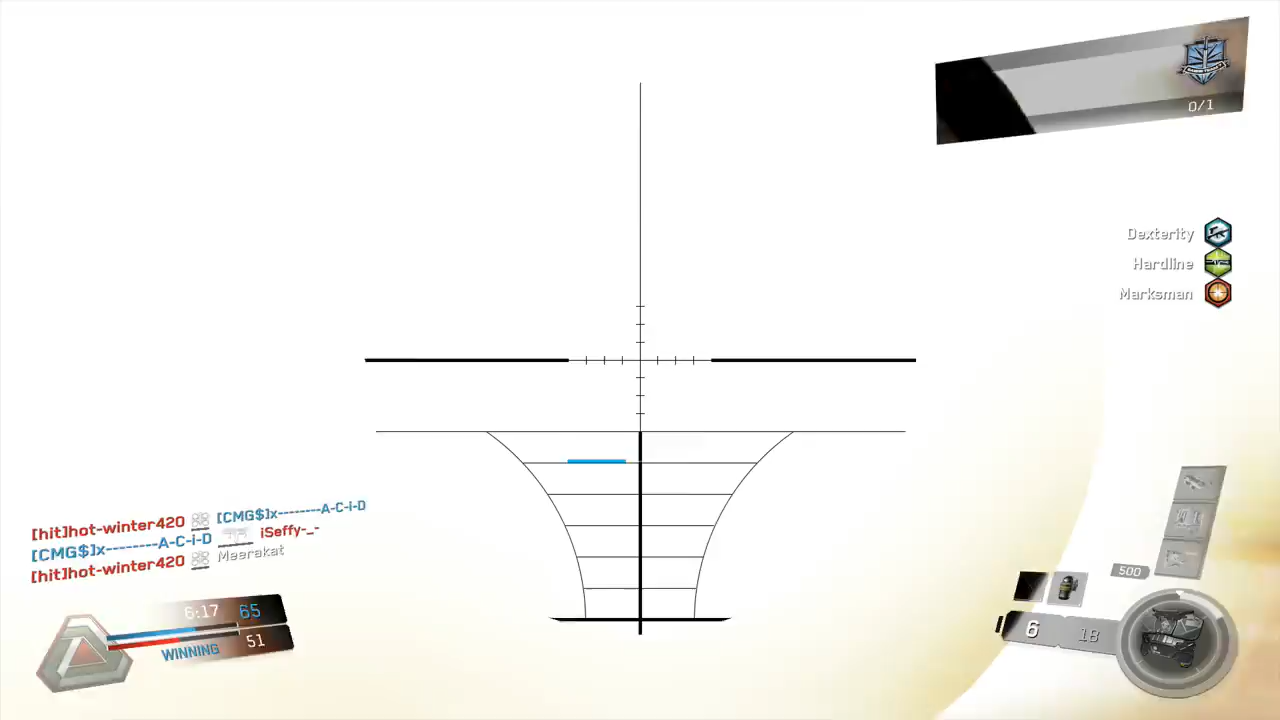 0/1
Dexterity
Hardline
Marksman
[hit]hot-winter420 [CMG$]x--------A-C-i-D
[CMG$]x--------A-C-i-D iSeffy-_-
[hit]hot-winter420 Meerakat
500
6:17 65
51
WINNING
6 18